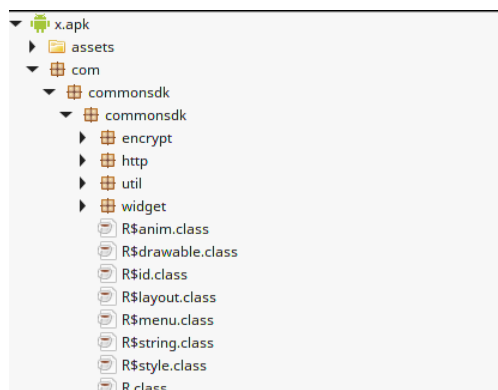 x.apk
assets
com
commonsdk
commonsdk
encrypt
http
util
widget
R$anim.class
R$drawable.class
R$id.class
R$layout.class
R$menu.class
R$string.class
R$style.class
R.class